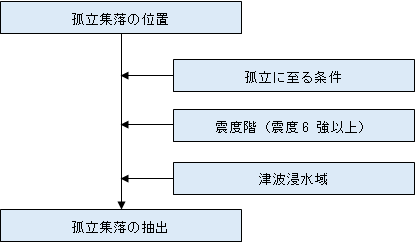 孤立集落の位置
孤立に至る条件
震度階（震度6 強以上）
津波浸水域
孤立集落の抽出